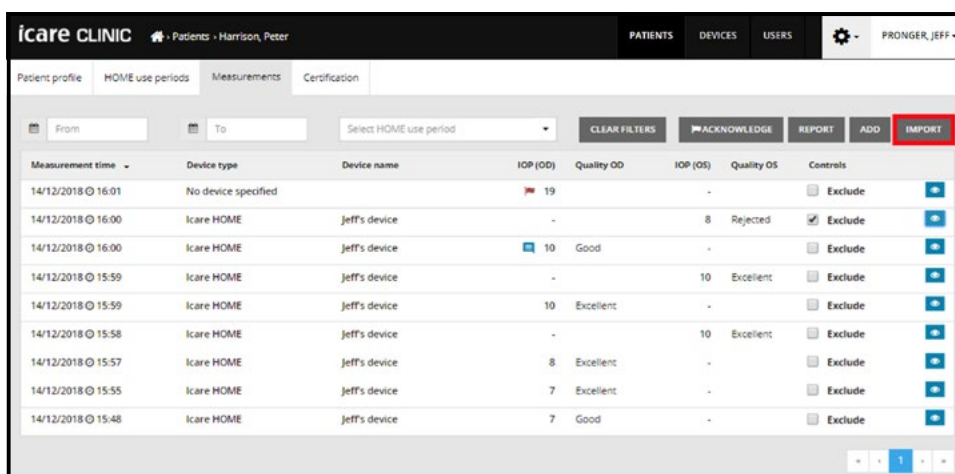 icare CLINIC › Patients › Harrison, Peter PATIENTS DEVICES USERS PRONGER, JEFF
Patient profile HOME use periods Measurements Certification
From To Select HOME use period CLEAR FILTERS ACKNOWLEDGE REPORT ADD IMPORT
Measurement time Device type Device name IOP (OD) Quality OD IOP (OS) Quality OS Controls
14/12/2018 16:01 No device specified 19 - Exclude
14/12/2018 16:00 Icare HOME Jeff's device - 8 Rejected Exclude
14/12/2018 16:00 Icare HOME Jeff's device 10 Good - Exclude
14/12/2018 15:59 Icare HOME Jeff's device - 10 Excellent Exclude
14/12/2018 15:59 Icare HOME Jeff's device 10 Excellent - Exclude
14/12/2018 15:58 Icare HOME Jeff's device - 10 Excellent Exclude
14/12/2018 15:57 Icare HOME Jeff's device 8 Excellent - Exclude
14/12/2018 15:55 Icare HOME Jeff's device 7 Excellent - Exclude
14/12/2018 15:48 Icare HOME Jeff's device 7 Good - Exclude
« ‹ 1 › »